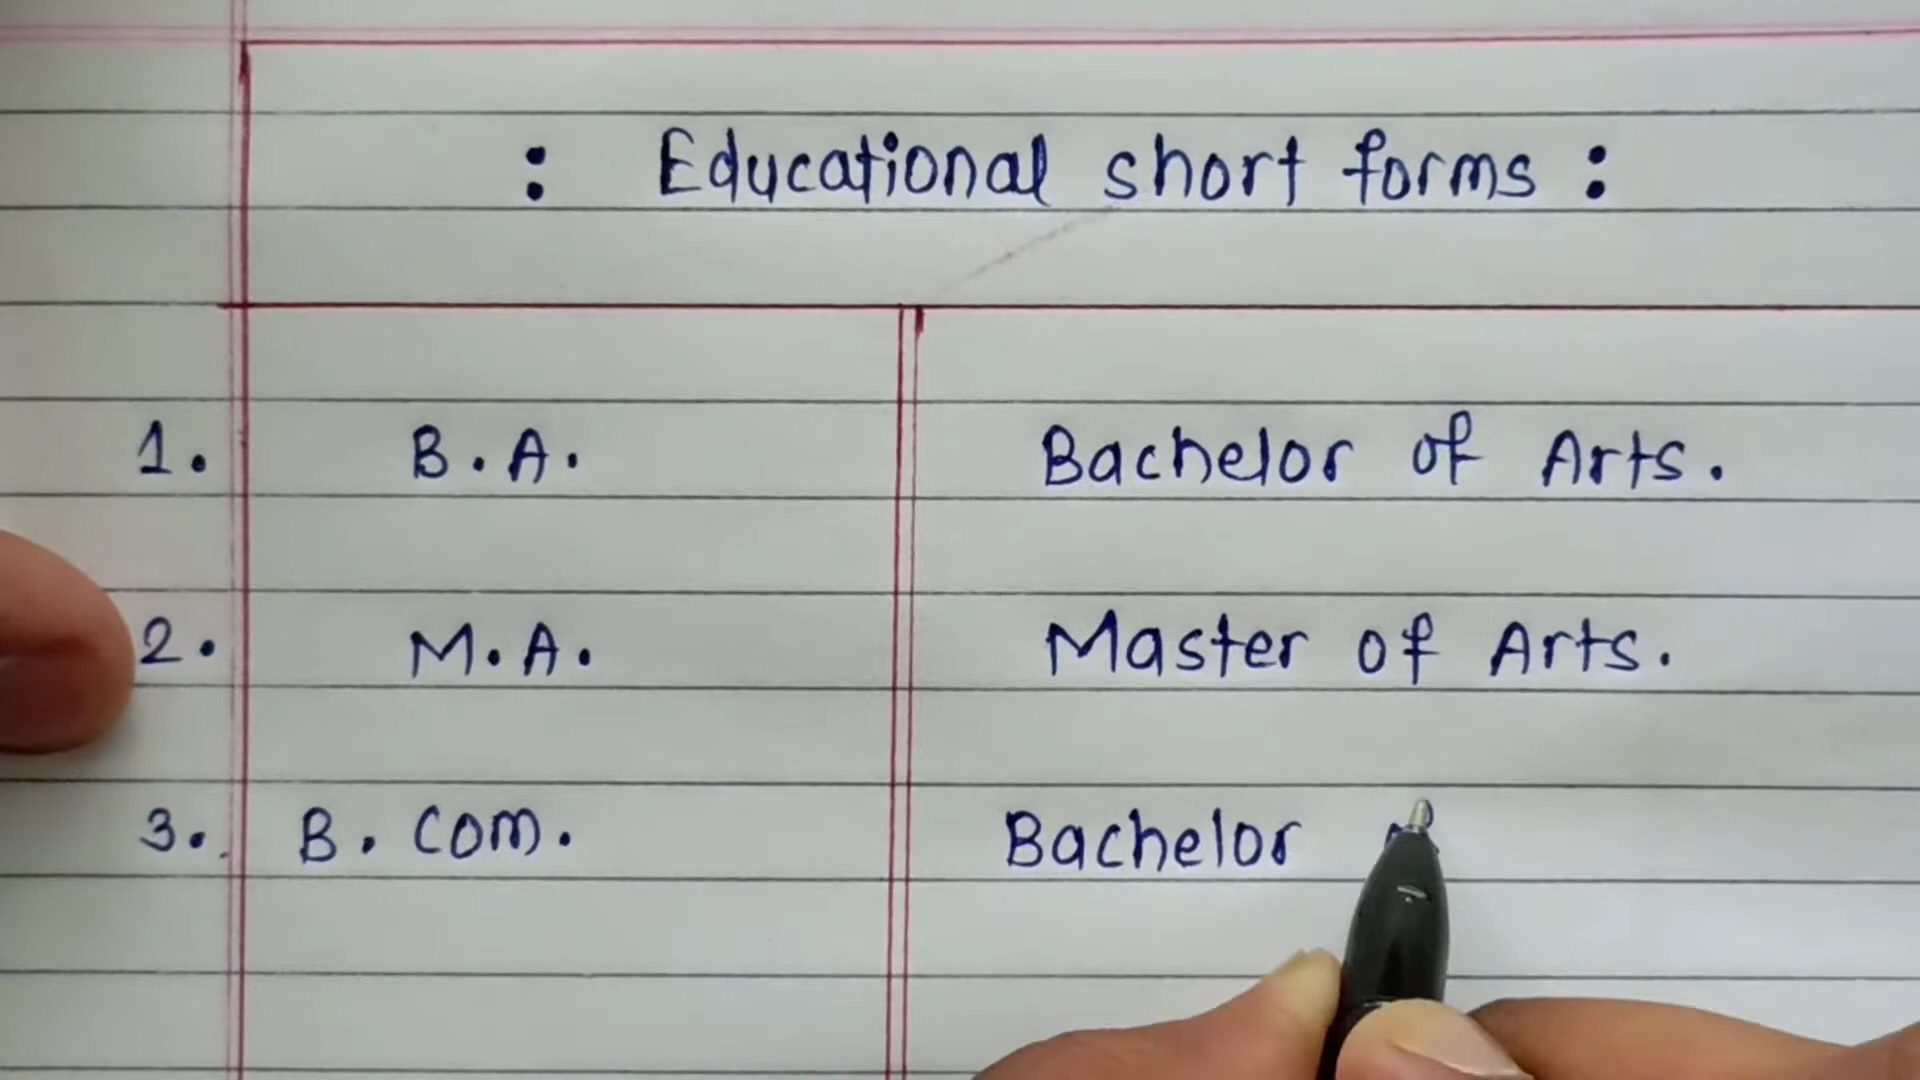 : Educational short forms :
1. B.A. Bachelor of Arts.
2. M.A. Master of Arts.
3. B. Com. Bachelor